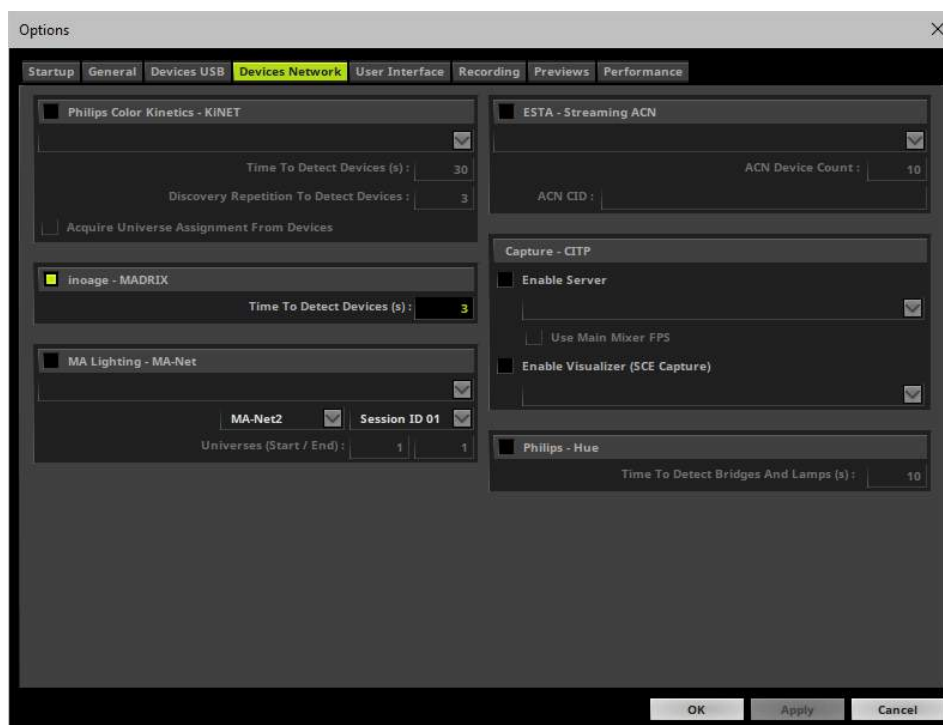 Options
Startup General Devices USB Devices Network User Interface Recording Previews Performance
Philips Color Kinetics - KiNET
Time To Detect Devices (s) : 30
Discovery Repetition To Detect Devices : 3
Acquire Universe Assignment From Devices
inoage - MADRIX
Time To Detect Devices (s) : 3
MA Lighting - MA-Net
MA-Net2 Session ID 01
Universes (Start / End) : 1 1
ESTA - Streaming ACN
ACN Device Count : 10
ACN CID :
Capture - CITP
Enable Server
Use Main Mixer FPS
Enable Visualizer (SCE Capture)
Philips - Hue
Time To Detect Bridges And Lamps (s) : 10
OK Apply Cancel